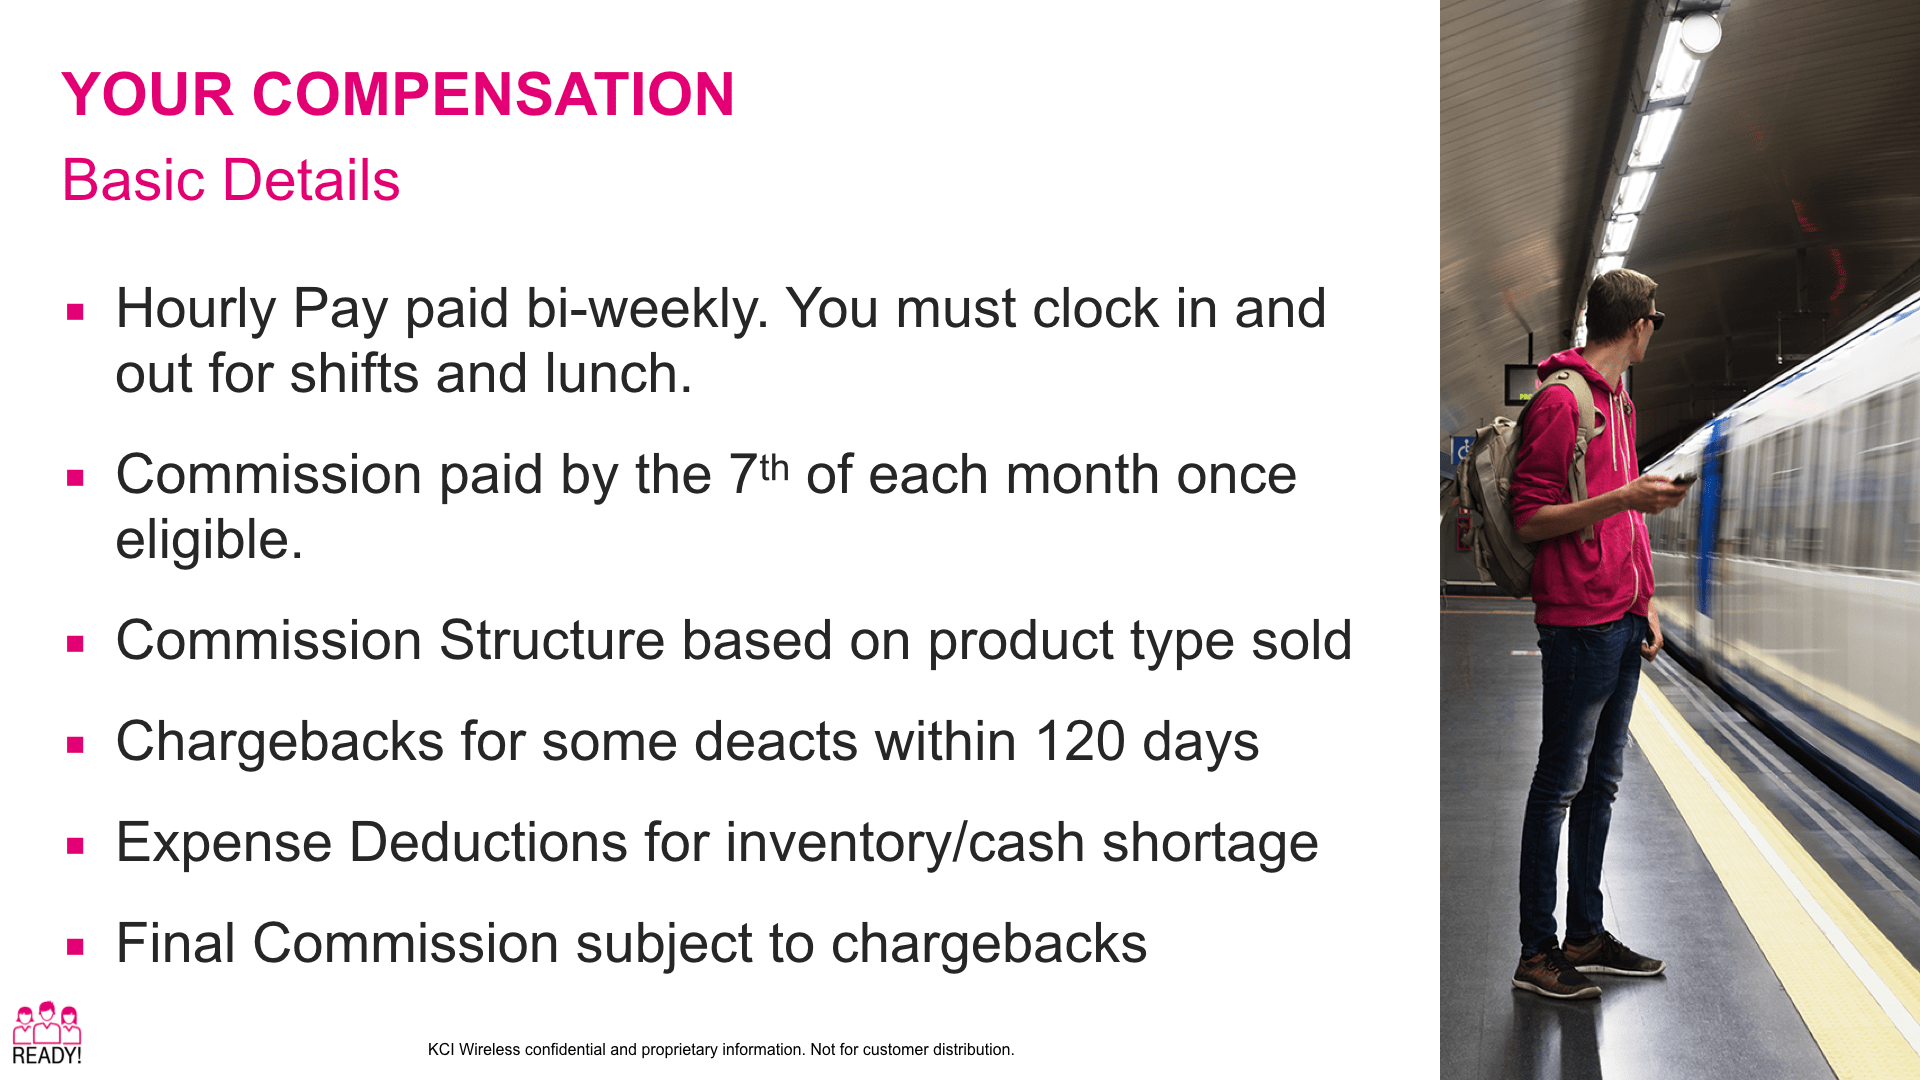 YOUR COMPENSATION
Basic Details
▪ Hourly Pay paid bi-weekly. You must clock in and
out for shifts and lunch.
▪ Commission paid by the 7th of each month once
eligible.
▪ Commission Structure based on product type sold
▪ Chargebacks for some deacts within 120 days
▪ Expense Deductions for inventory/cash shortage
▪ Final Commission subject to chargebacks
READY!
KCI Wireless confidential and proprietary information. Not for customer distribution.